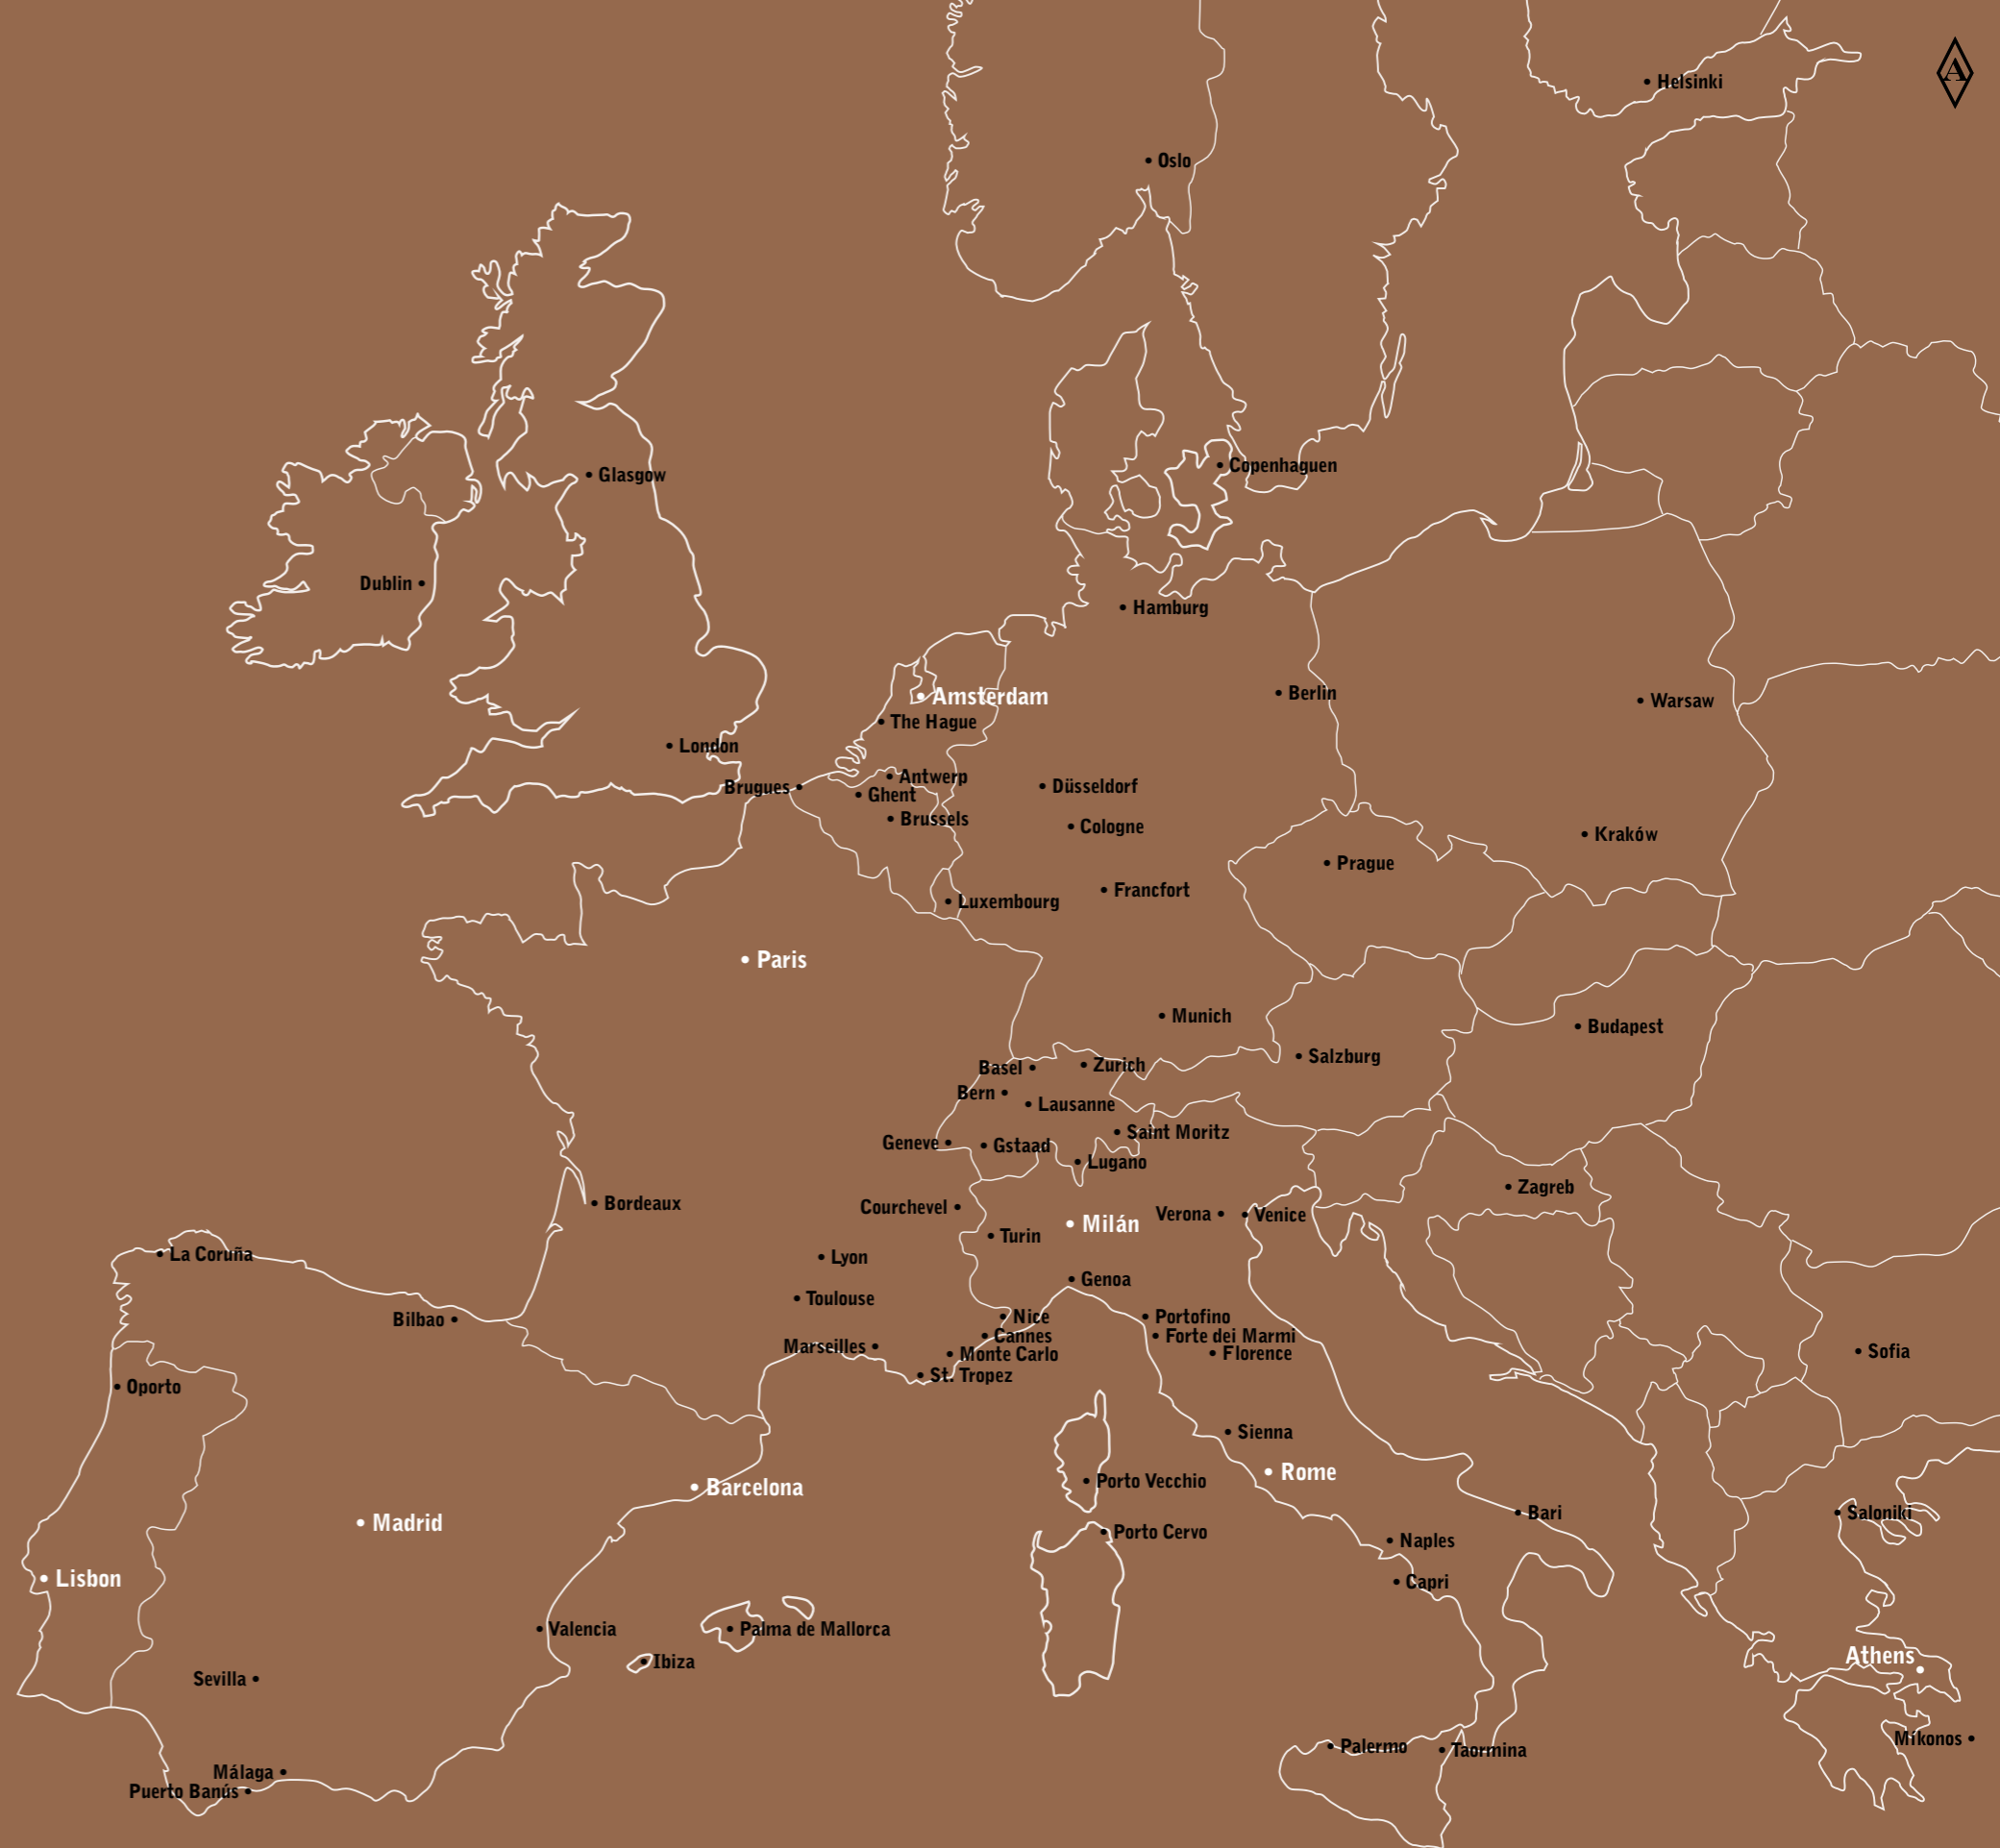 A
Helsinki
Oslo
Copenhaguen
Glasgow
Dublin
Hamburg
Berlin
Amsterdam
Warsaw
The Hague
London
Antwerp
Düsseldorf
Brugues
Ghent
Brussels
Cologne
Kraków
Prague
Francfort
Luxembourg
Paris
Munich
Budapest
Salzburg
Basel
Zurich
Bern
Lausanne
Saint Moritz
Geneve
Gstaad
Lugano
Zagreb
Bordeaux
Courchevel
Milán
Verona
Venice
Turin
La Coruña
Lyon
Genoa
Toulouse
Bilbao
Nice
Portofino
Cannes
Forte dei Marmi
Marseilles
Monte Carlo
Florence
Sofia
St. Tropez
Oporto
Sienna
Rome
Porto Vecchio
Barcelona
Bari
Saloniki
Madrid
Porto Cervo
Naples
Lisbon
Capri
Valencia
Palma de Mallorca
Athens
Ibiza
Sevilla
Míkonos
Palermo
Taormina
Málaga
Puerto Banús